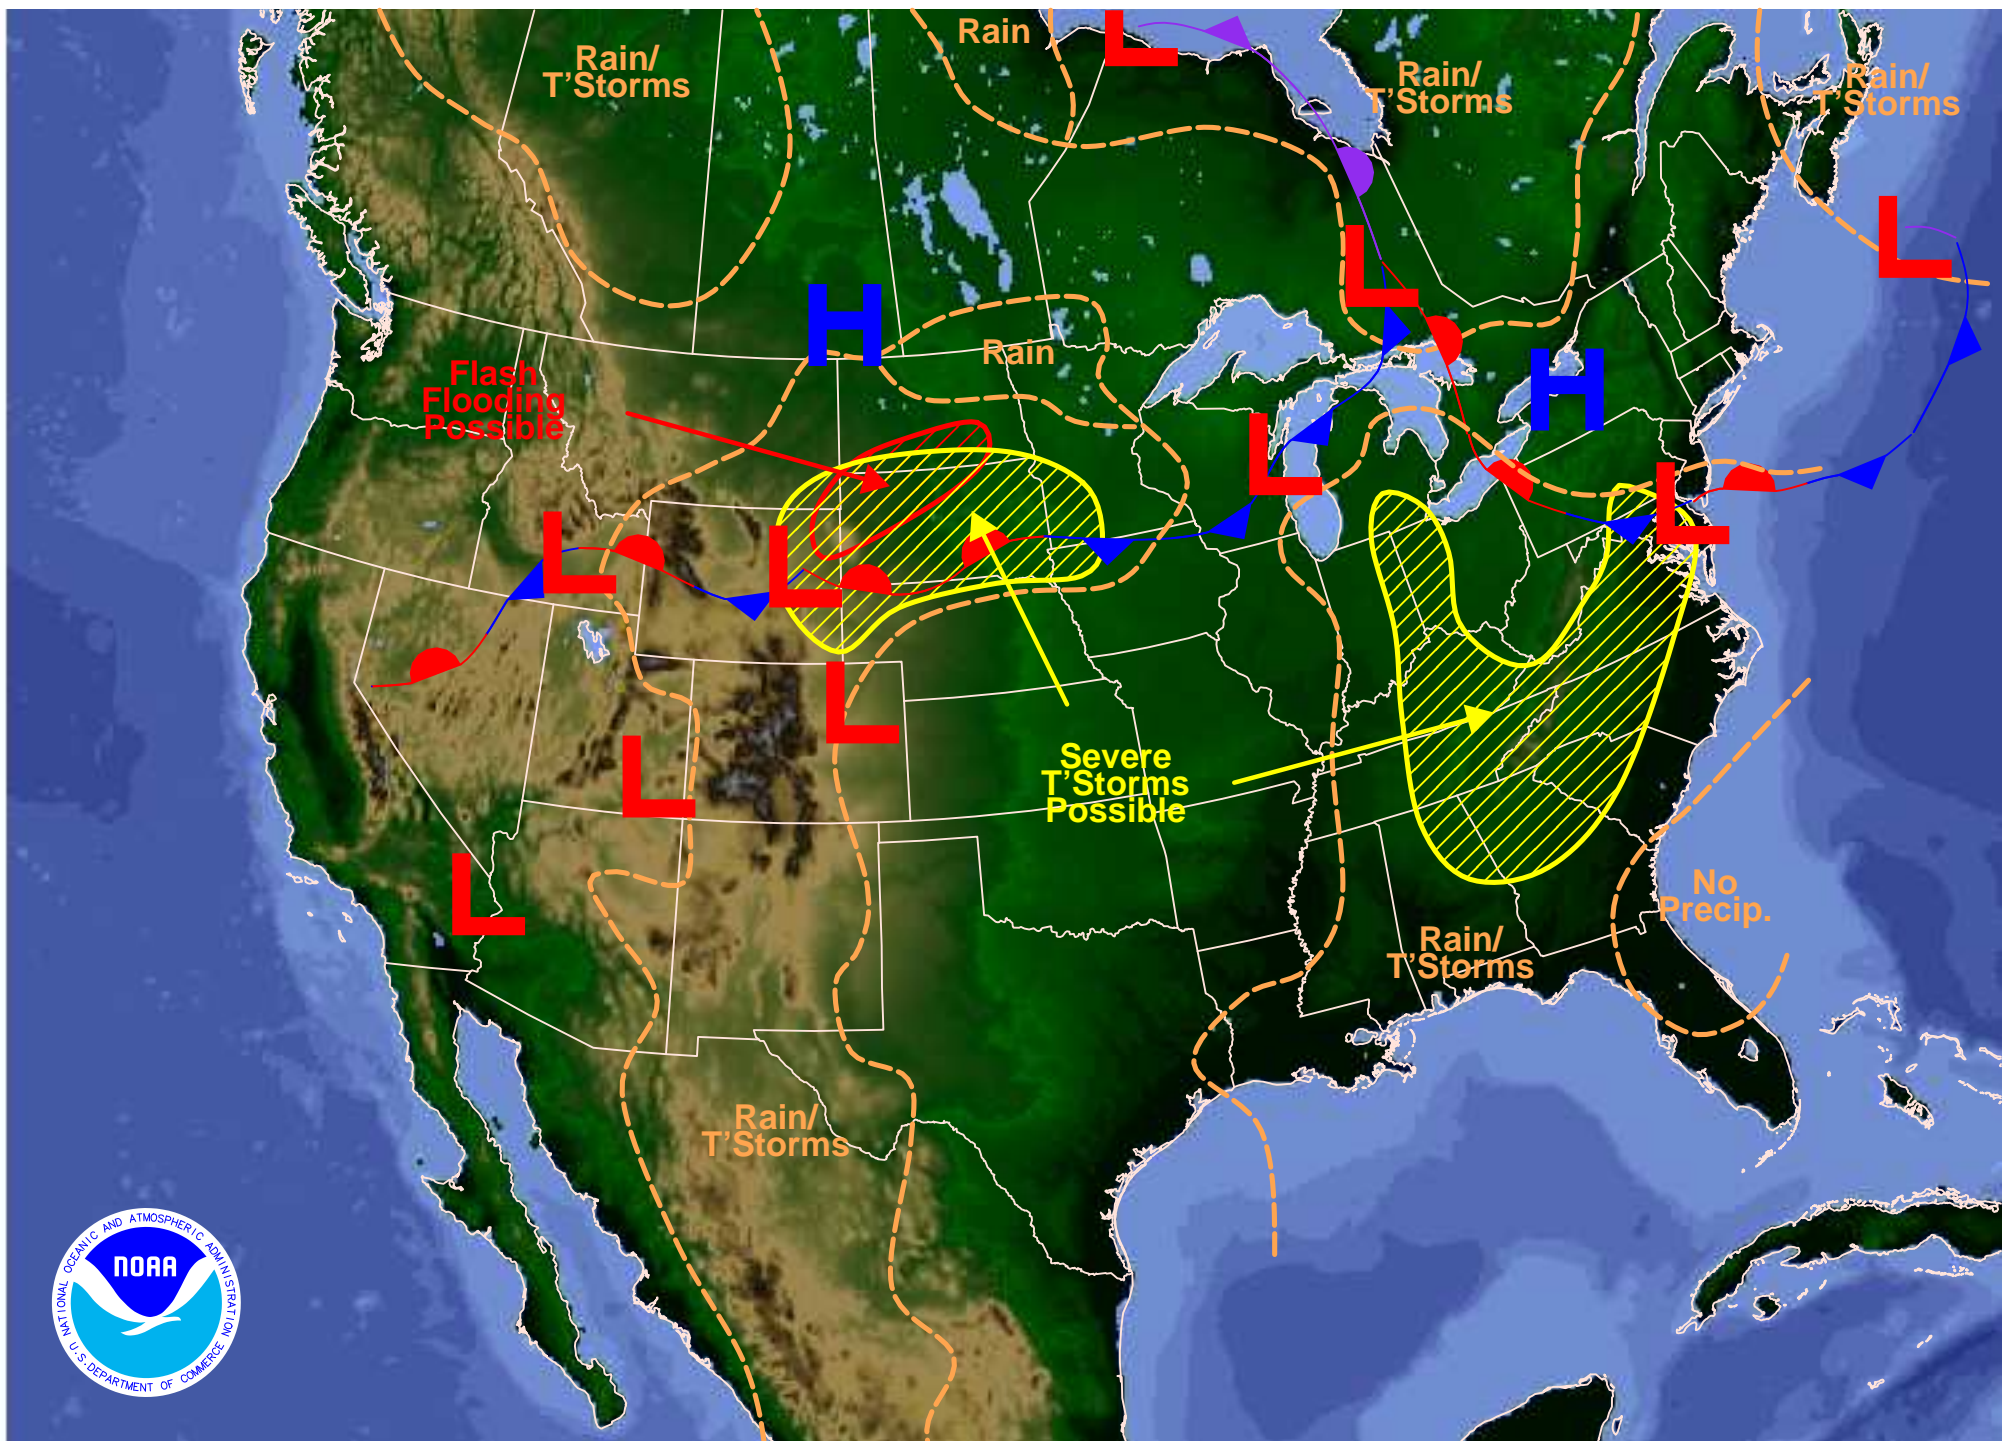 Rain
Rain/
T'Storms
Rain/
T'Storms
Rain/
T'Storms
L
L
L
H
Rain
H
Flash
Flooding
Possible
L
L
L
L
L
Severe
T'Storms
Possible
L
L
No
Precip.
Rain/
T'Storms
Rain/
T'Storms
NATIONAL OCEANIC AND ATMOSPHERIC ADMINISTRATION
NOAA
U.S. DEPARTMENT OF COMMERCE